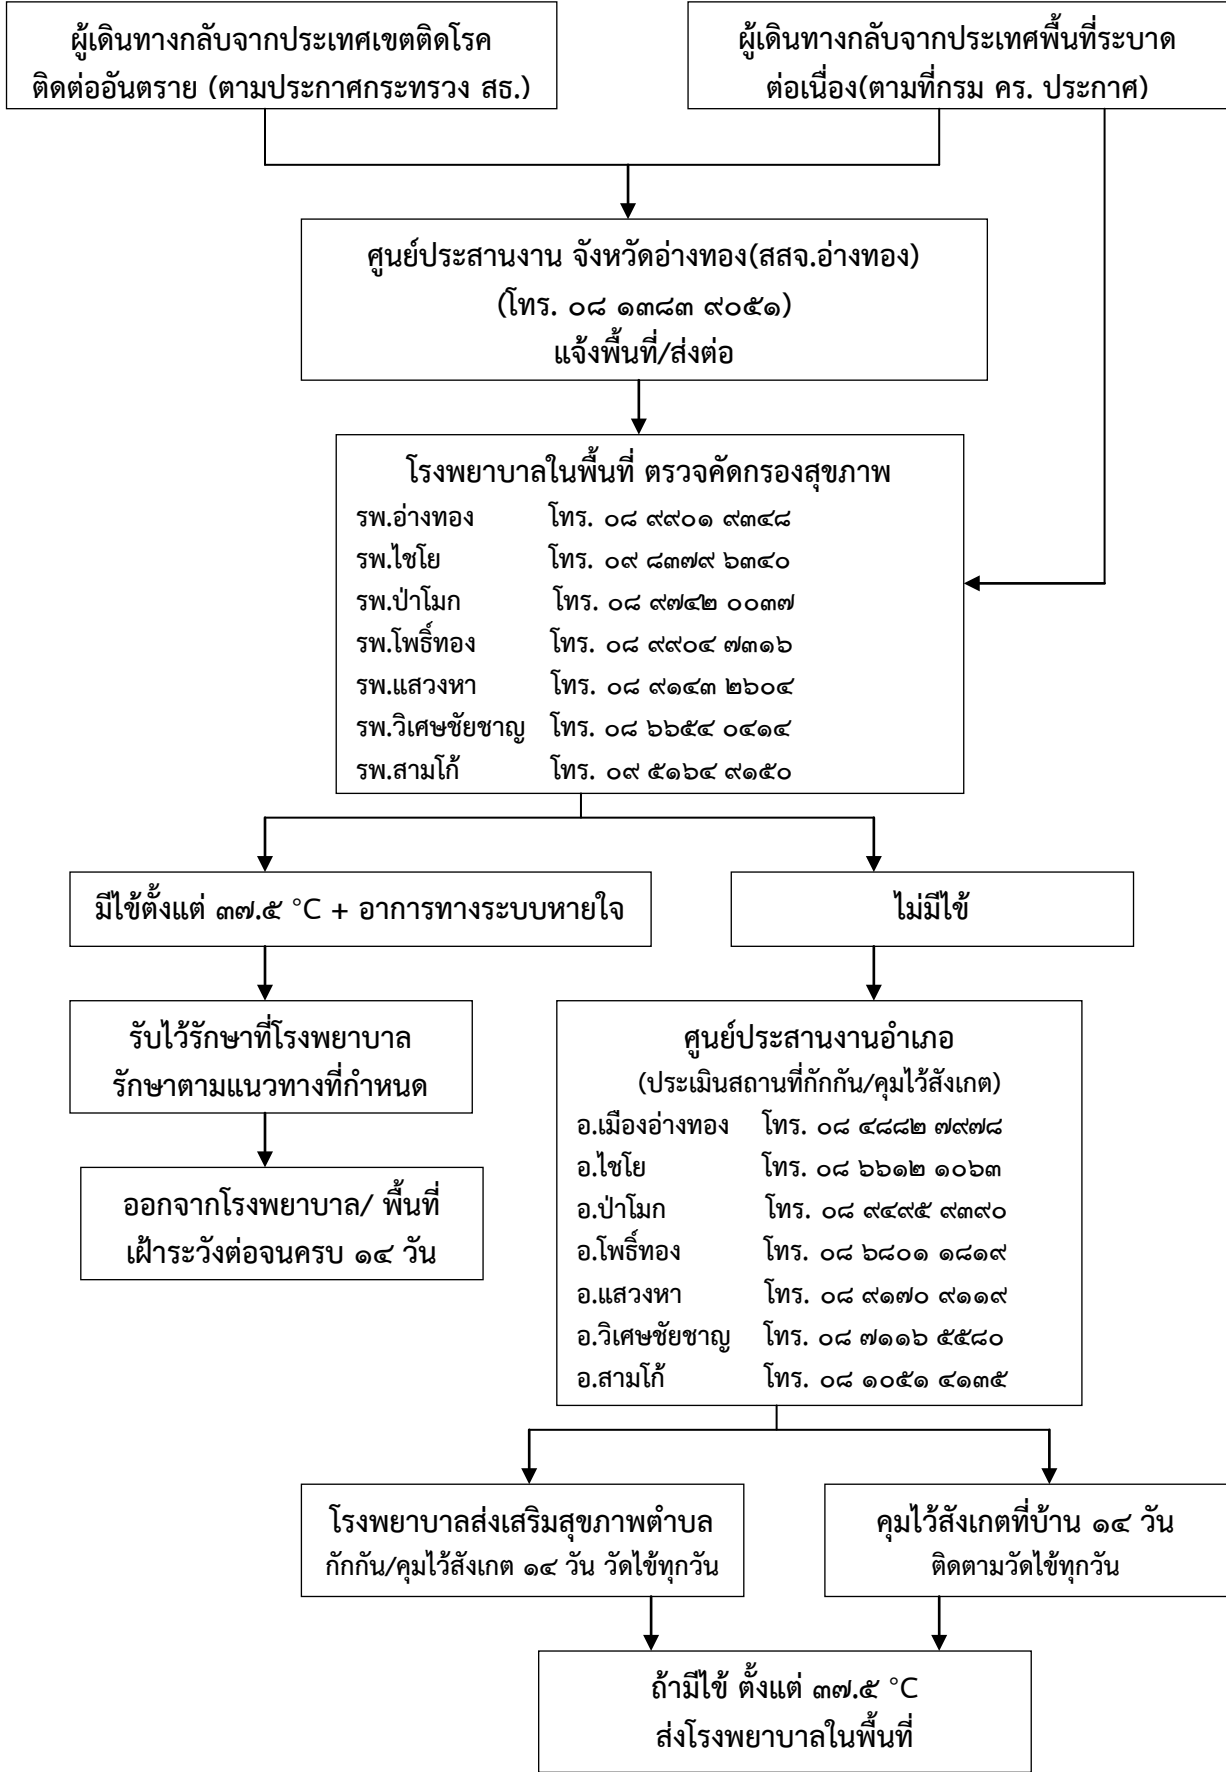 ผู้เดินทางกลับจากประเทศเขตติดโรค
ติดต่ออันตราย (ตามประกาศกระทรวง สธ.)
ผู้เดินทางกลับจากประเทศพื้นที่ระบาด
ต่อเนื่อง(ตามที่กรม คร. ประกาศ)
ศูนย์ประสานงาน จังหวัดอ่างทอง(สสจ.อ่างทอง)
(โทร. ๐๘ ๑๓๘๓ ๙๐๕๑)
แจ้งพื้นที่/ส่งต่อ
โรงพยาบาลในพื้นที่ ตรวจคัดกรองสุขภาพ
รพ.อ่างทอง โทร. ๐๘ ๙๙๐๑ ๙๓๔๘
รพ.ไชโย โทร. ๐๙ ๘๓๗๙ ๖๓๔๐
รพ.ป่าโมก โทร. ๐๘ ๙๗๔๒ ๐๐๓๗
รพ.โพธิ์ทอง โทร. ๐๘ ๙๙๐๔ ๗๓๑๖
รพ.แสวงหา โทร. ๐๘ ๙๑๔๓ ๒๖๐๔
รพ.วิเศษชัยชาญ โทร. ๐๘ ๖๖๕๔ ๐๔๑๔
รพ.สามโก้ โทร. ๐๙ ๕๑๖๔ ๙๑๕๐
มีไข้ตั้งแต่ ๓๗.๕ °C + อาการทางระบบหายใจ
ไม่มีไข้
รับไว้รักษาที่โรงพยาบาล
รักษาตามแนวทางที่กำหนด
ออกจากโรงพยาบาล/ พื้นที่
เฝ้าระวังต่อจนครบ ๑๔ วัน
ศูนย์ประสานงานอำเภอ
(ประเมินสถานที่กักกัน/คุมไว้สังเกต)
อ.เมืองอ่างทอง โทร. ๐๘ ๔๘๘๒ ๗๙๗๘
อ.ไชโย โทร. ๐๘ ๖๖๑๒ ๑๐๖๓
อ.ป่าโมก โทร. ๐๘ ๙๔๙๕ ๙๓๙๐
อ.โพธิ์ทอง โทร. ๐๘ ๖๘๐๑ ๑๘๑๙
อ.แสวงหา โทร. ๐๘ ๙๑๗๐ ๙๑๑๙
อ.วิเศษชัยชาญ โทร. ๐๘ ๗๑๑๖ ๕๕๘๐
อ.สามโก้ โทร. ๐๘ ๑๐๕๑ ๔๑๓๕
โรงพยาบาลส่งเสริมสุขภาพตำบล
กักกัน/คุมไว้สังเกต ๑๔ วัน วัดไข้ทุกวัน
คุมไว้สังเกตที่บ้าน ๑๔ วัน
ติดตามวัดไข้ทุกวัน
ถ้ามีไข้ ตั้งแต่ ๓๗.๕ °C
ส่งโรงพยาบาลในพื้นที่